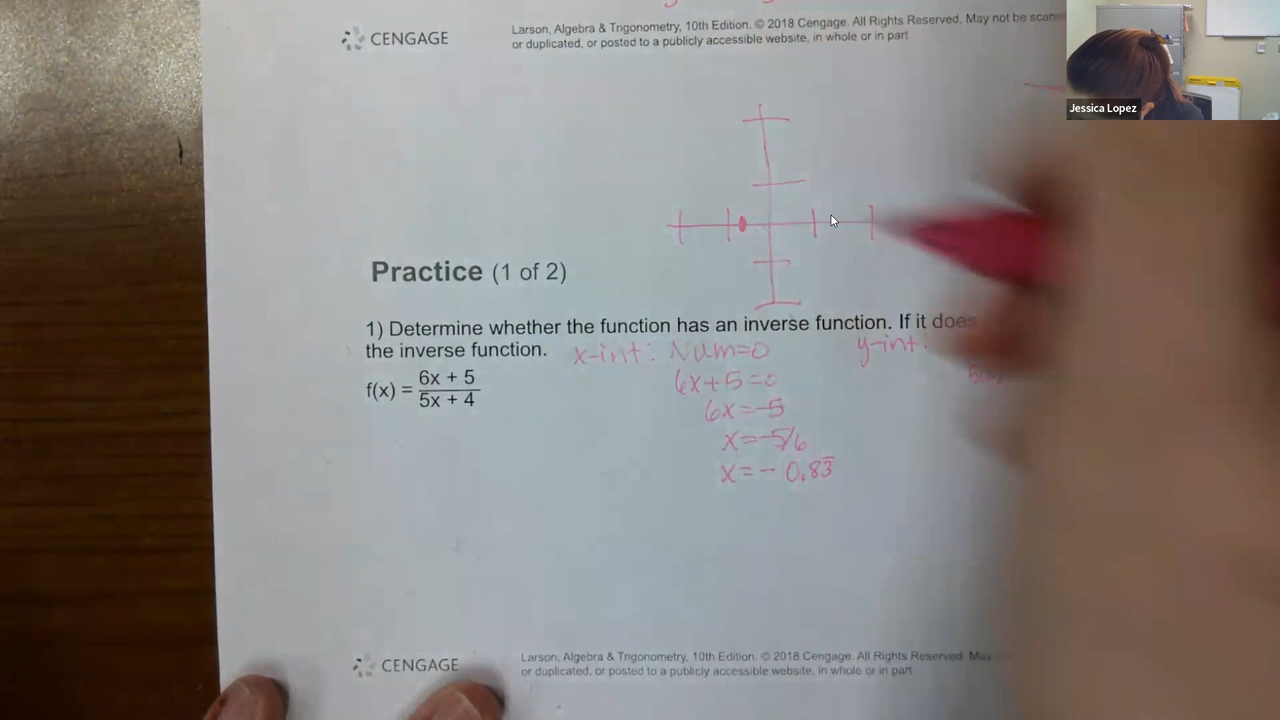 CENGAGE
Larson, Algebra & Trigonometry, 10th Edition. © 2018 Cengage. All Rights Reserved. May not be
or duplicated, or posted to a publicly accessible website, in whole or in part
Jessica Lopez
Practice (1 of 2)
1) Determine whether the function has an inverse function. If it does
the inverse function.
x-int: Num=0
y-int:
f(x) = 6x + 5 / 5x + 4
6x+5=0
6x=-5
x=-5/6
x=-0.83̅
CENGAGE
Larson, Algebra & Trigonometry, 10th Edition. © 2018 Cengage. All Rights Reserved.
or duplicated, or posted to a publicly accessible website, in whole or in part